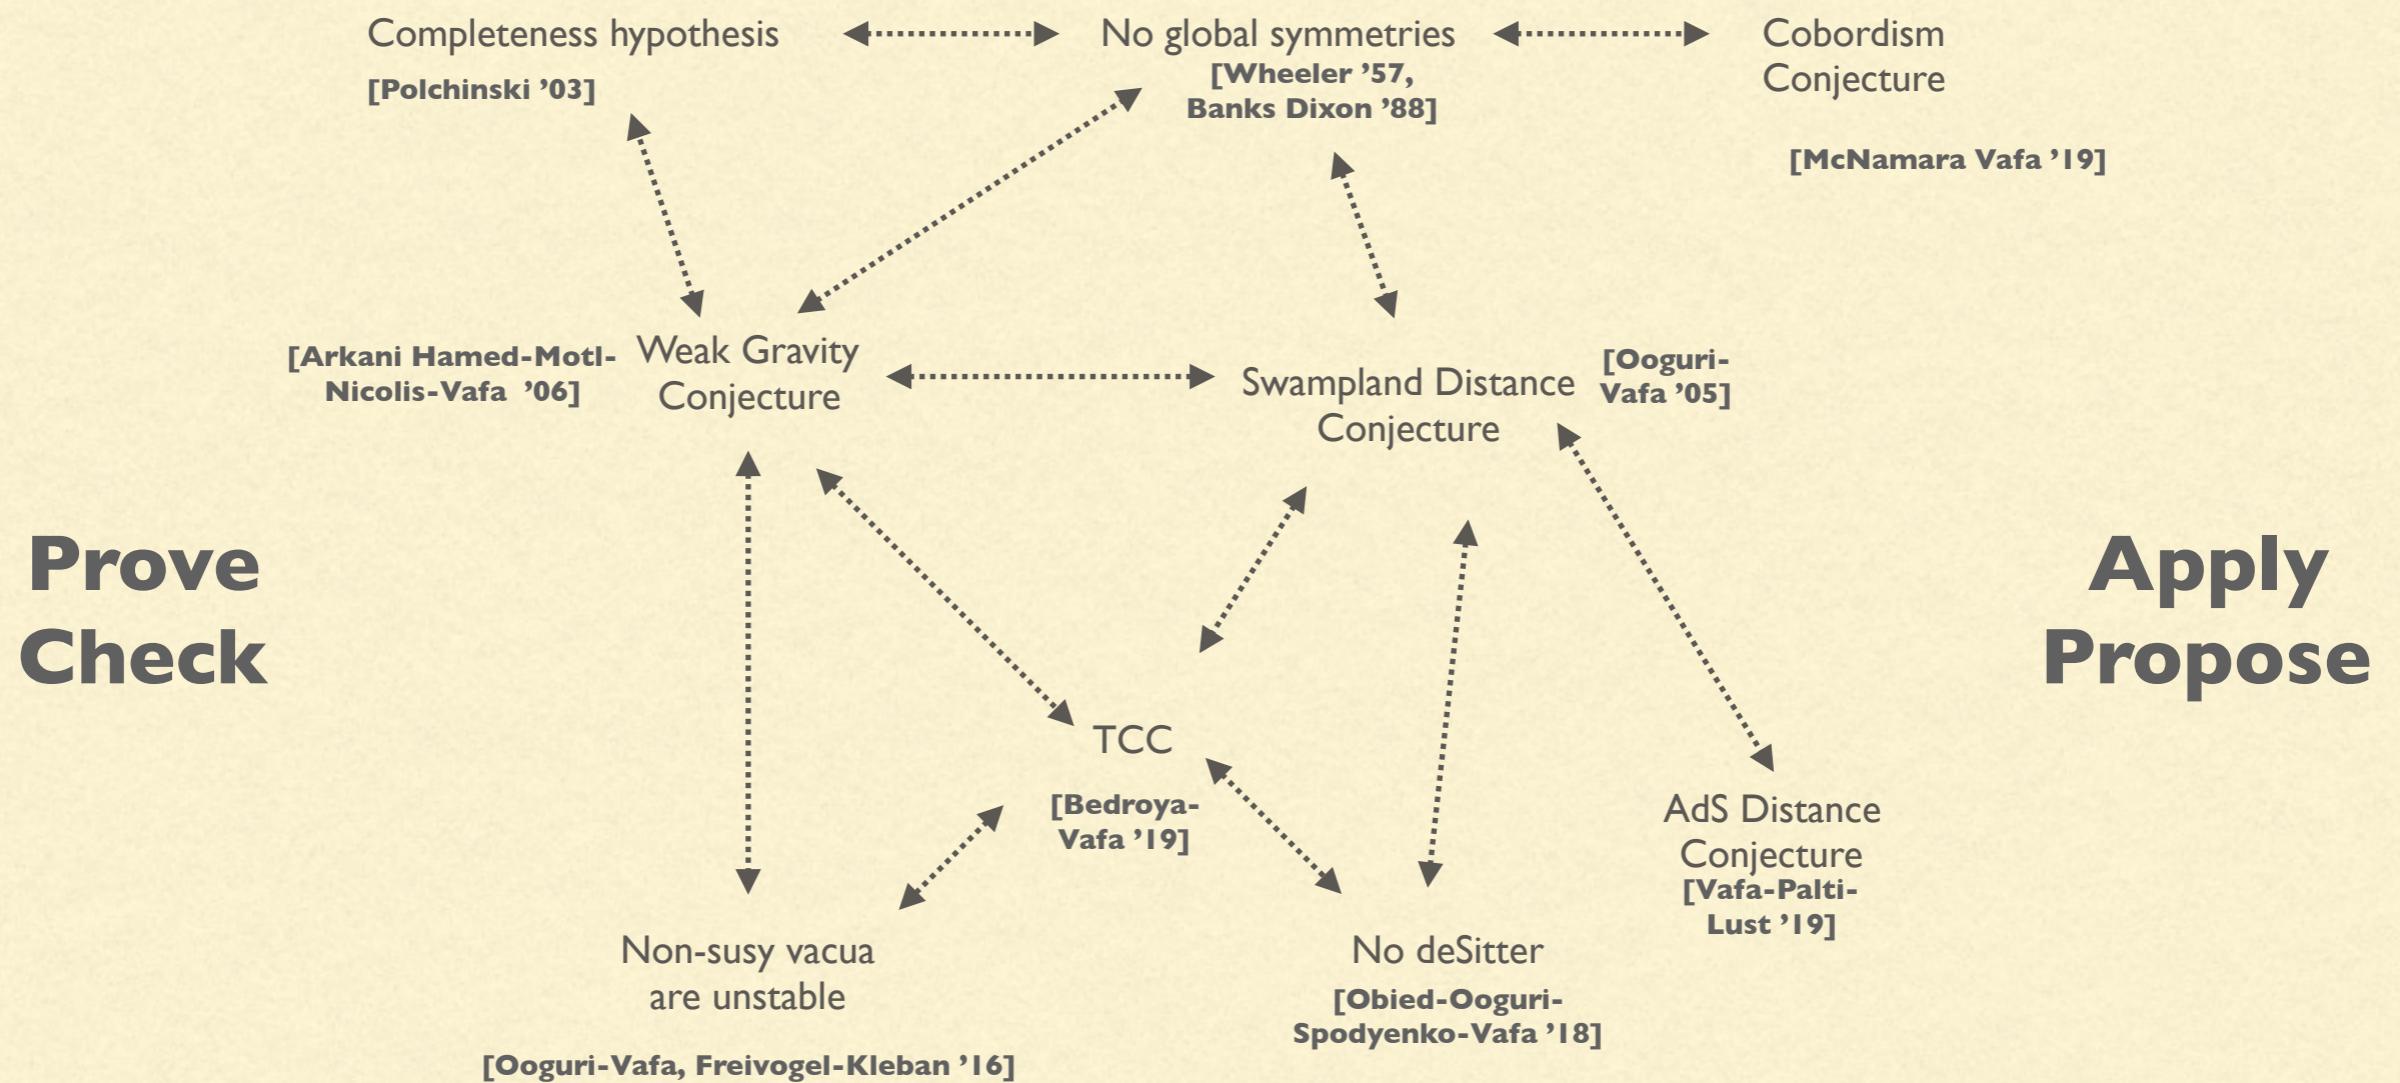 Completeness hypothesis
[Polchinski ’03]
No global symmetries
[Wheeler ’57,
Banks Dixon ’88]
Cobordism
Conjecture
[McNamara Vafa ’19]
[Arkani Hamed-Motl-
Nicolis-Vafa ’06]
Weak Gravity
Conjecture
Swampland Distance
Conjecture
[Ooguri-
Vafa ’05]
Prove
Check
Apply
Propose
TCC
[Bedroya-
Vafa ’19]
AdS Distance
Conjecture
[Vafa-Palti-
Lust ’19]
Non-susy vacua
are unstable
[Ooguri-Vafa, Freivogel-Kleban ’16]
No deSitter
[Obied-Ooguri-
Spodyenko-Vafa ’18]